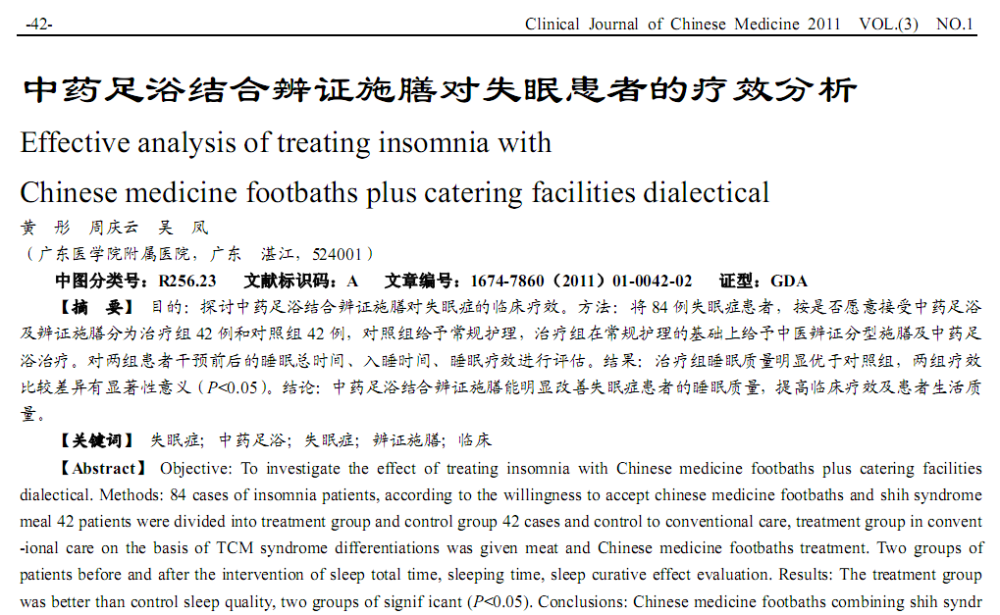 -42- Clinical Journal of Chinese Medicine 2011 VOL.(3) NO.1
中药足浴结合辨证施膳对失眠患者的疗效分析
Effective analysis of treating insomnia with
Chinese medicine footbaths plus catering facilities dialectical
黄 彤 周庆云 吴 凤
（广东医学院附属医院，广东 湛江，524001）
中图分类号：R256.23 文献标识码：A 文章编号：1674-7860（2011）01-0042-02 证型：GDA
【摘 要】 目的：探讨中药足浴结合辨证施膳对失眠症的临床疗效。方法：将 84 例失眠症患者，按是否愿意接受中药足浴
及辨证施膳分为治疗组 42 例和对照组 42 例，对照组给予常规护理，治疗组在常规护理的基础上给予中医辨证分型施膳及中药足
浴治疗。对两组患者干预前后的睡眠总时间、入睡时间、睡眠疗效进行评估。结果：治疗组睡眠质量明显优于对照组，两组疗效
比较差异有显著性意义（P<0.05）。结论：中药足浴结合辨证施膳能明显改善失眠症患者的睡眠质量，提高临床疗效及患者生活质
量。
【关键词】 失眠症；中药足浴；失眠症；辨证施膳；临床
【Abstract】 Objective: To investigate the effect of treating insomnia with Chinese medicine footbaths plus catering facilities
dialectical. Methods: 84 cases of insomnia patients, according to the willingness to accept chinese medicine footbaths and shih syndrome
meal 42 patients were divided into treatment group and control group 42 cases and control to conventional care, treatment group in convent
-ional care on the basis of TCM syndrome differentiations was given meat and Chinese medicine footbaths treatment. Two groups of
patients before and after the intervention of sleep total time, sleeping time, sleep curative effect evaluation. Results: The treatment group
was better than control sleep quality, two groups of signif icant (P<0.05). Conclusions: Chinese medicine footbaths combining shih syndr